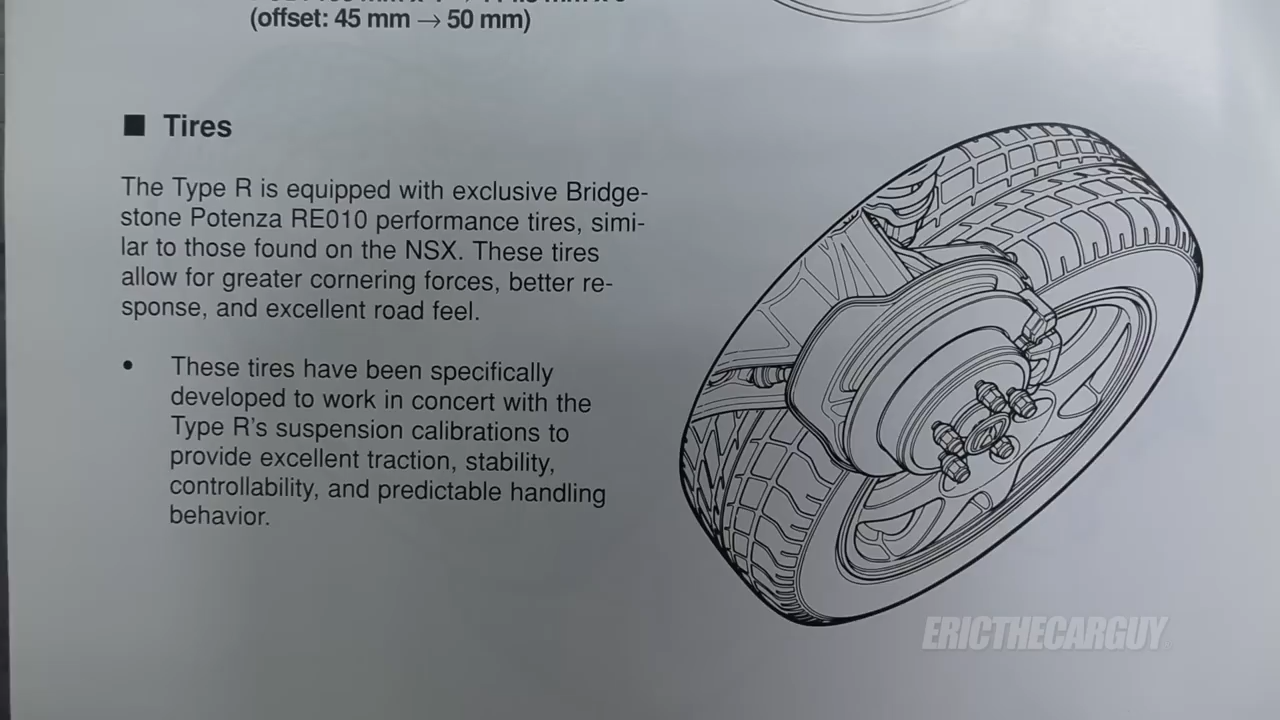 (offset: 45 mm → 50 mm)
■ Tires
The Type R is equipped with exclusive Bridge-
stone Potenza RE010 performance tires, simi-
lar to those found on the NSX. These tires
allow for greater cornering forces, better re-
sponse, and excellent road feel.
• These tires have been specifically
developed to work in concert with the
Type R's suspension calibrations to
provide excellent traction, stability,
controllability, and predictable handling
behavior.
ERICTHECARGUY